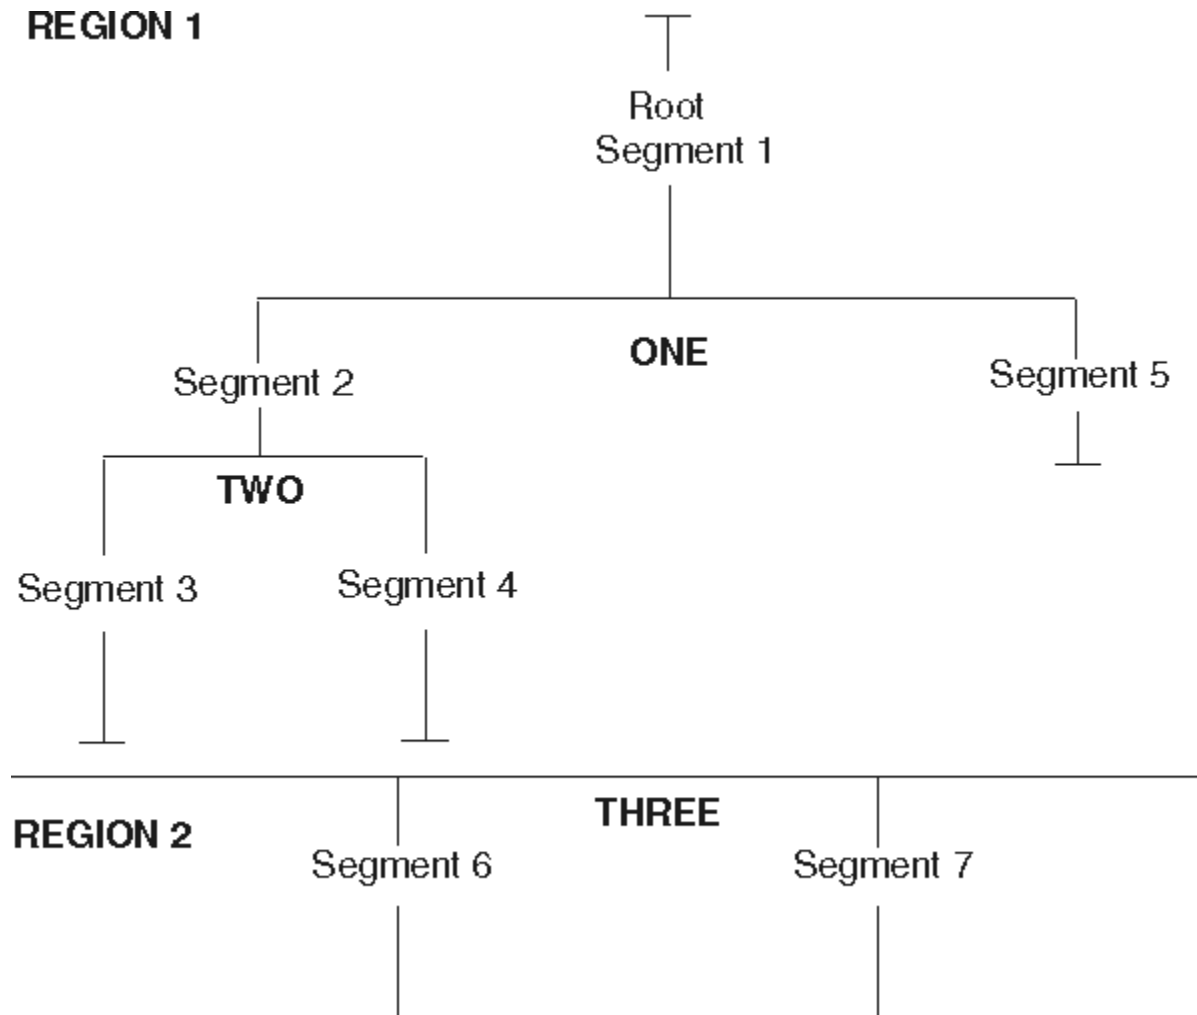 REGION 1
Root
Segment 1
ONE
Segment 2
Segment 5
TWO
Segment 3
Segment 4
THREE
REGION 2
Segment 6
Segment 7